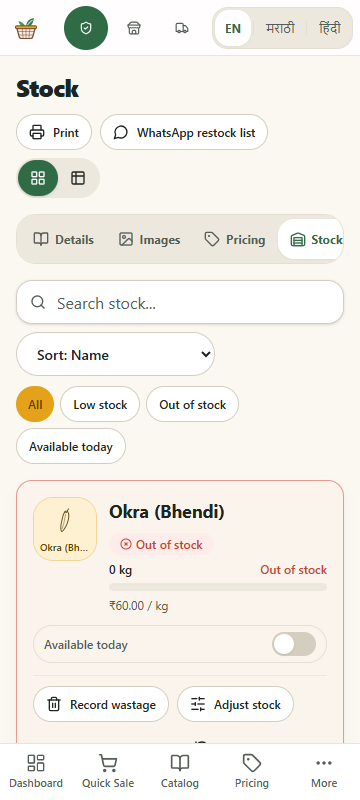 EN मराठी हिंदी
Stock
Print WhatsApp restock list
Details Images Pricing Stock
Search stock...
Sort: Name
All Low stock Out of stock
Available today
Okra (Bhendi)
Out of stock
Okra (Bh...
0 kg Out of stock
₹60.00 / kg
Available today
Record wastage Adjust stock
Dashboard Quick Sale Catalog Pricing More